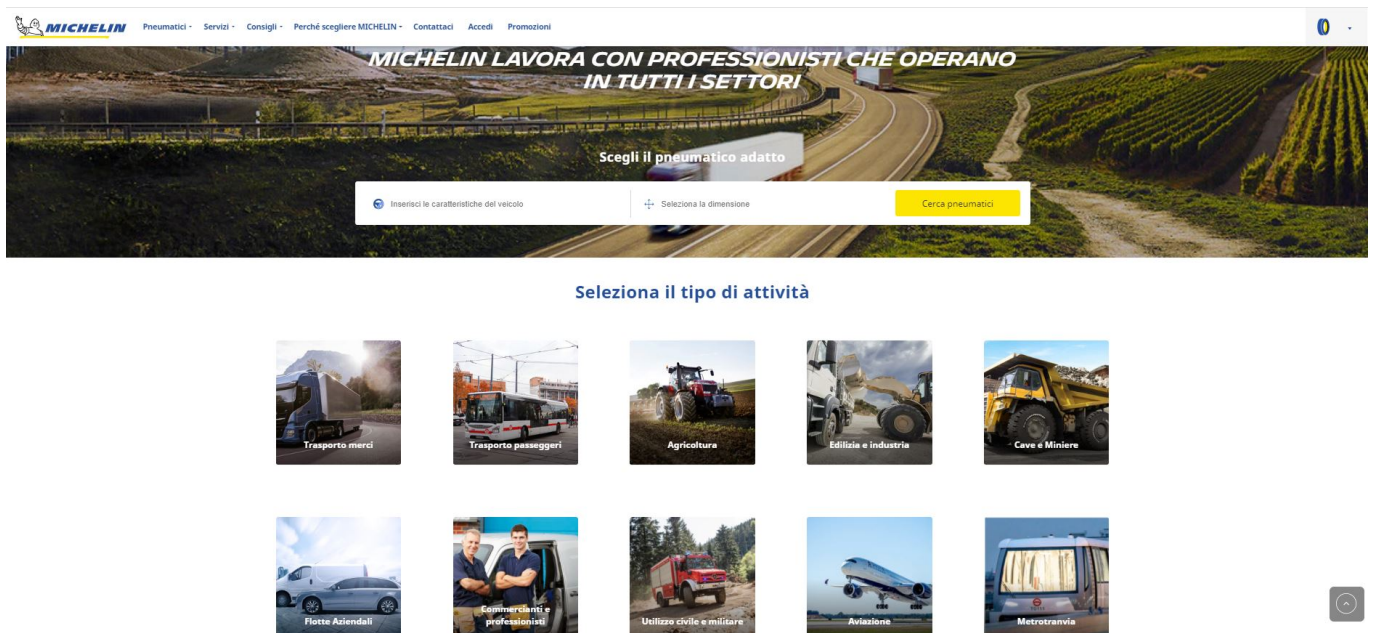 MICHELIN
Pneumatici
Servizi
Consigli
Perché scegliere MICHELIN
Contattaci
Accedi
Promozioni
MICHELIN LAVORA CON PROFESSIONISTI CHE OPERANO
IN TUTTI I SETTORI
Scegli il pneumatico adatto
Inserisci le caratteristiche del veicolo
Seleziona la dimensione
Cerca pneumatici
Seleziona il tipo di attività
Trasporto merci
Trasporto passeggeri
Agricoltura
Edilizia e industria
Cave e Miniere
Flotte Aziendali
Commercianti e
professionisti
Utilizzo civile e militare
Aviazione
Metrotranvia